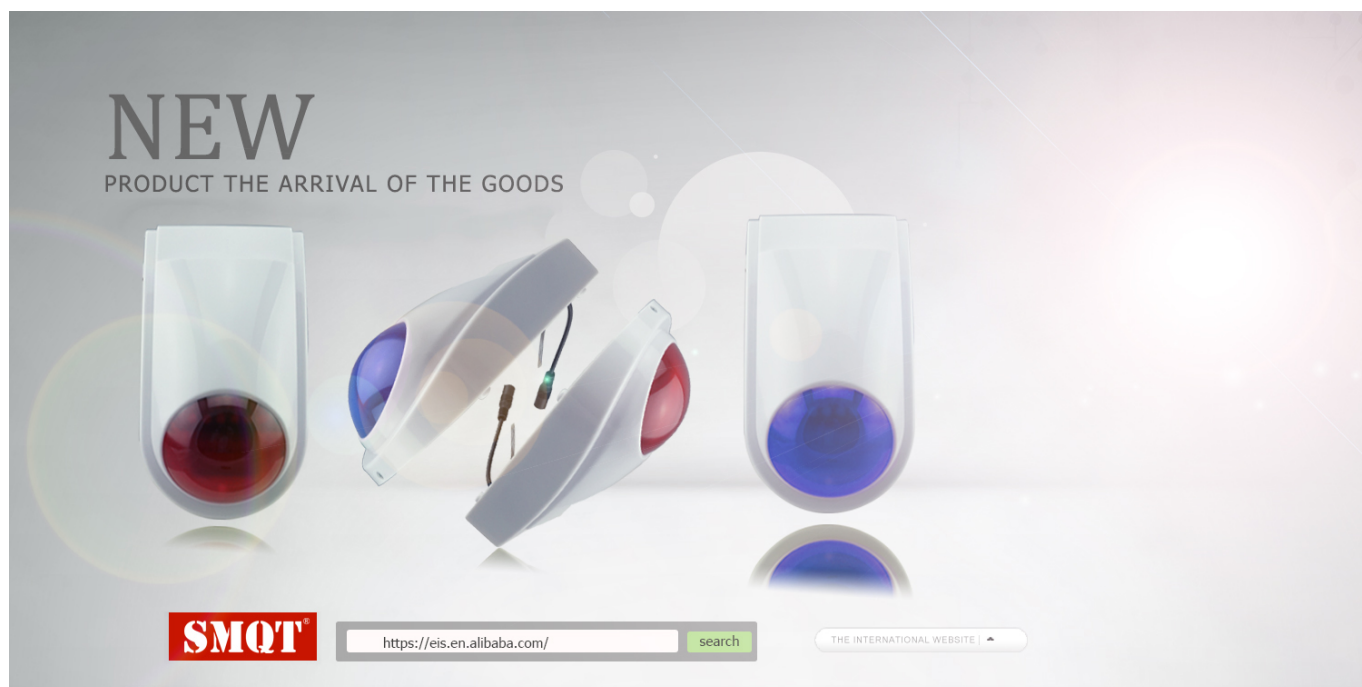 NEW
PRODUCT THE ARRIVAL OF THE GOODS
SMQT®
https://eis.en.alibaba.com/
search
THE INTERNATIONAL WEBSITE